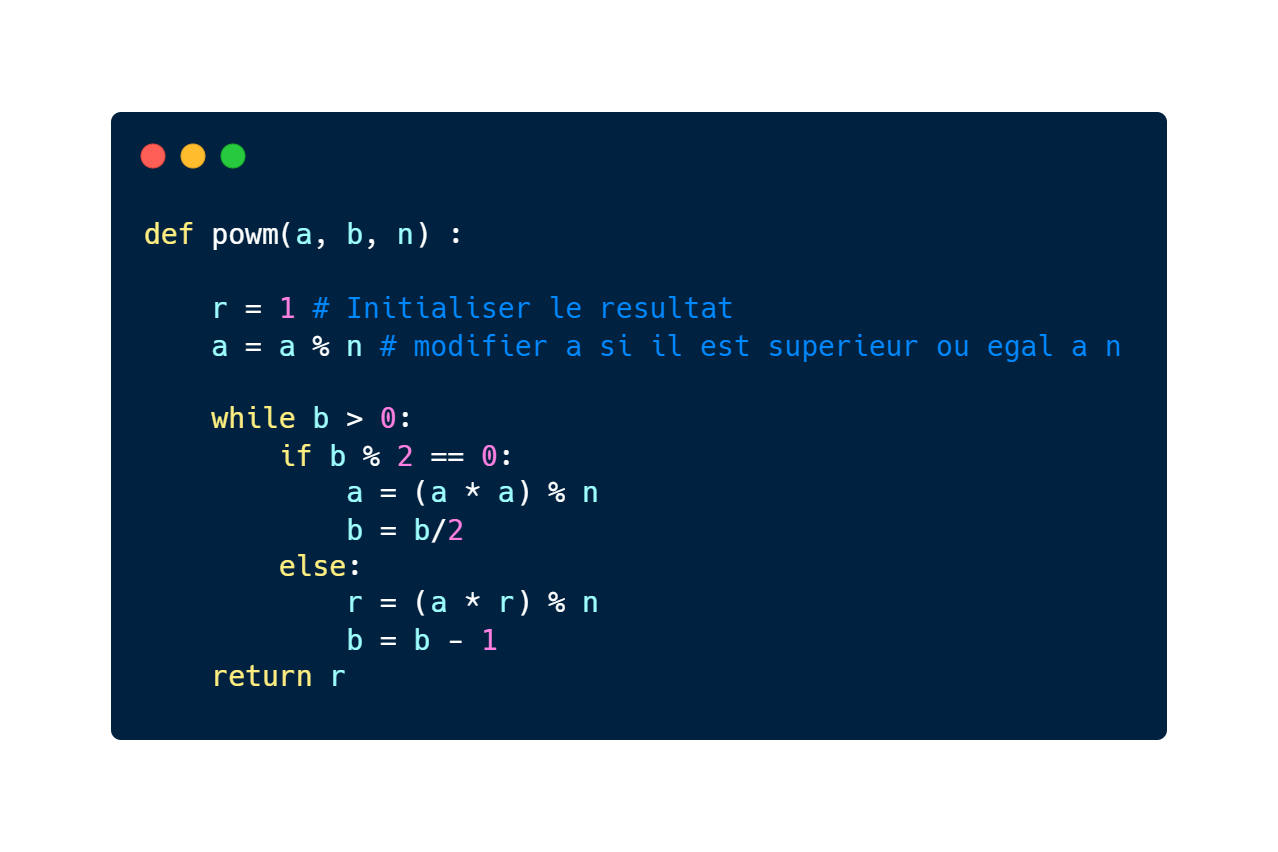 def powm(a, b, n) :
    r = 1 # Initialiser le resultat
    a = a % n # modifier a si il est superieur ou egal a n
    while b > 0:
        if b % 2 == 0:
            a = (a * a) % n
            b = b/2
        else:
            r = (a * r) % n
            b = b - 1
    return r